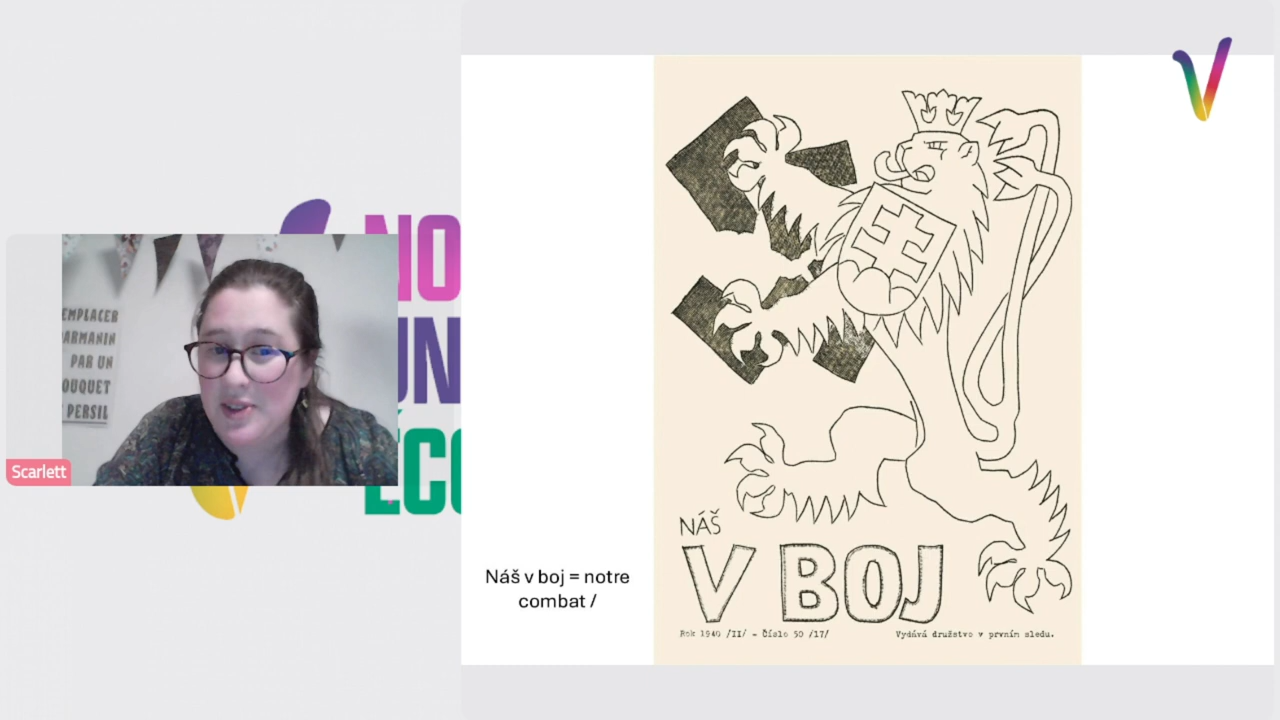 NO
UN
ÉCO
EMPLACER
ARMANIN
PAR UN
OUQUET
PERSIL
Scarlett
Náš v boj = notre
combat /
NÁŠ
V BOJ
Rok 1940 /II/ - Číslo 50 /17/
Vydává družstvo v prvním sledu.